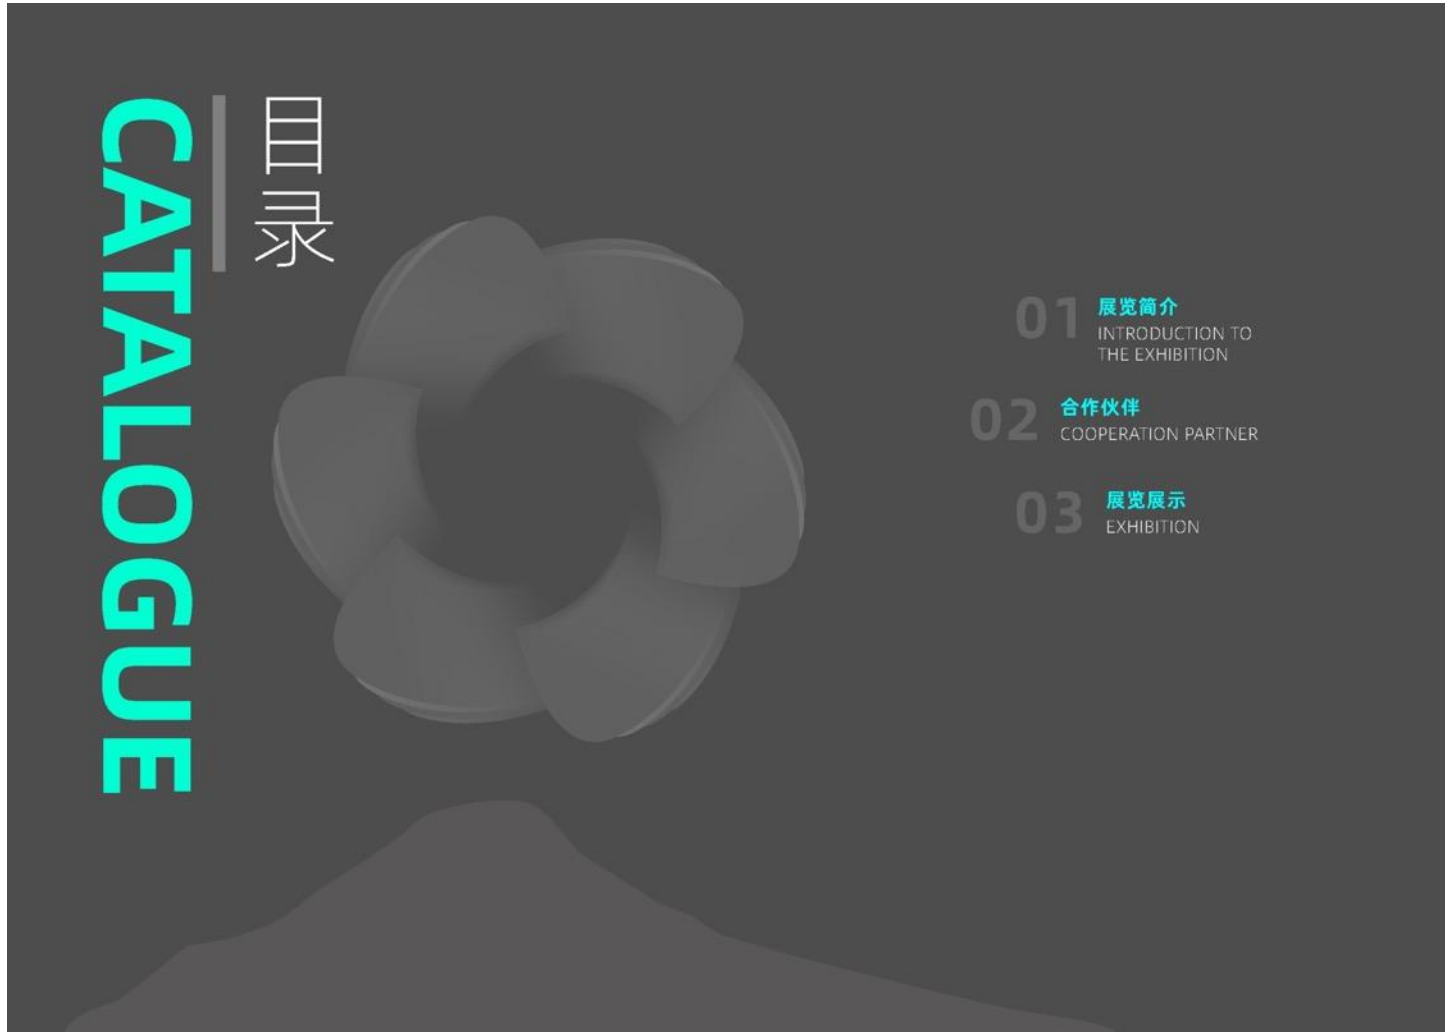 CATALOGUE
目录
01 展览简介
INTRODUCTION TO
THE EXHIBITION
02 合作伙伴
COOPERATION PARTNER
03 展览展示
EXHIBITION